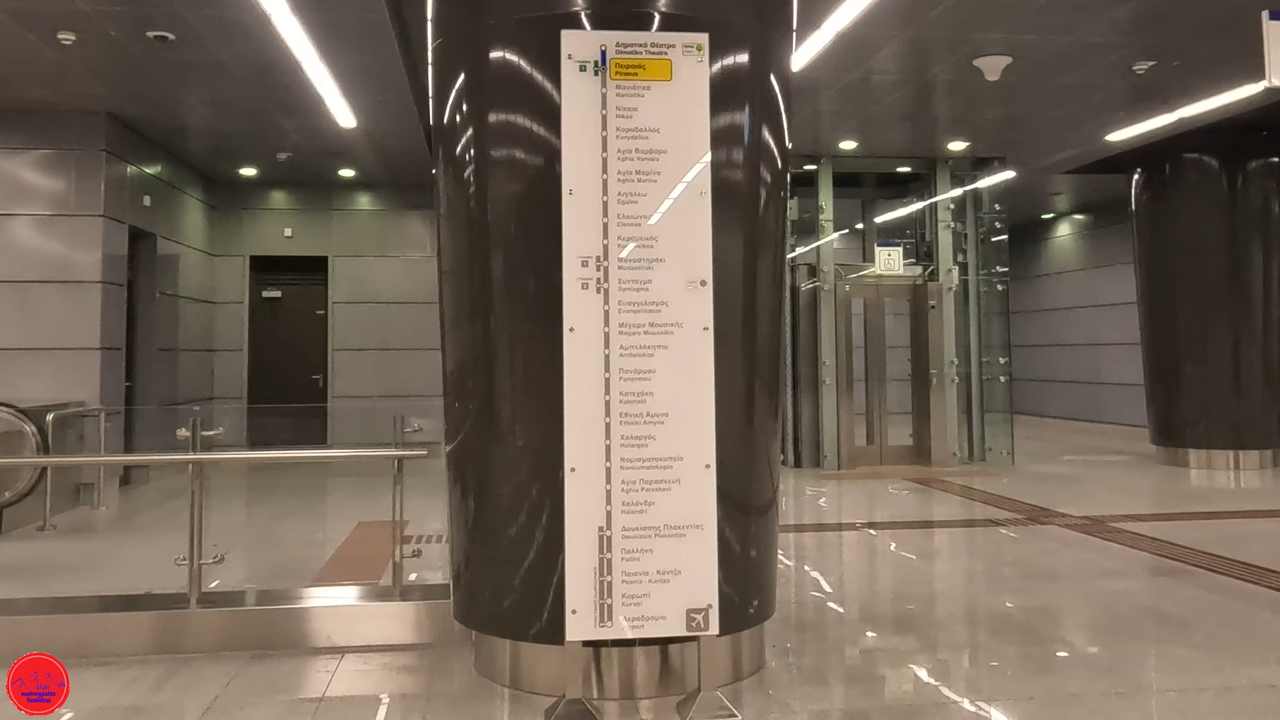 Δημοτικό Θέατρο
Dimotiko Theatro
Πειραιάς
Piraeus
1
Μανιάτικα
Maniatika
Νίκαια
Nikea
Κορυδαλλός
Korydallos
Αγία Βαρβάρα
Aghia Varvara
Αγία Μαρίνα
Aghia Marina
Αιγάλεω
Egaleo
Ελαιώνας
Eleonas
Κεραμεικός
Μοναστηράκι
Monastiraki
1
Σύνταγμα
Syntagma
2
Ευαγγελισμός
Evangelismos
Μέγαρο Μουσικής
Megaro Moussikis
Αμπελόκηποι
Ambelokipi
Πανόρμου
Panormou
Κατεχάκη
Katehaki
Εθνική Άμυνα
Ethniki Amyna
Χολαργός
Holargos
Νομισματοκοπείο
Nomismatokopio
Αγία Παρασκευή
Aghia Paraskevi
Χαλάνδρι
Halandri
Δουκίσσης Πλακεντίας
Doukissis Plakentias
Παλλήνη
Pallini
Παιανία - Κάντζα
Peania - Kantza
Κορωπί
Koropi
Αεροδρόμιο
Airport